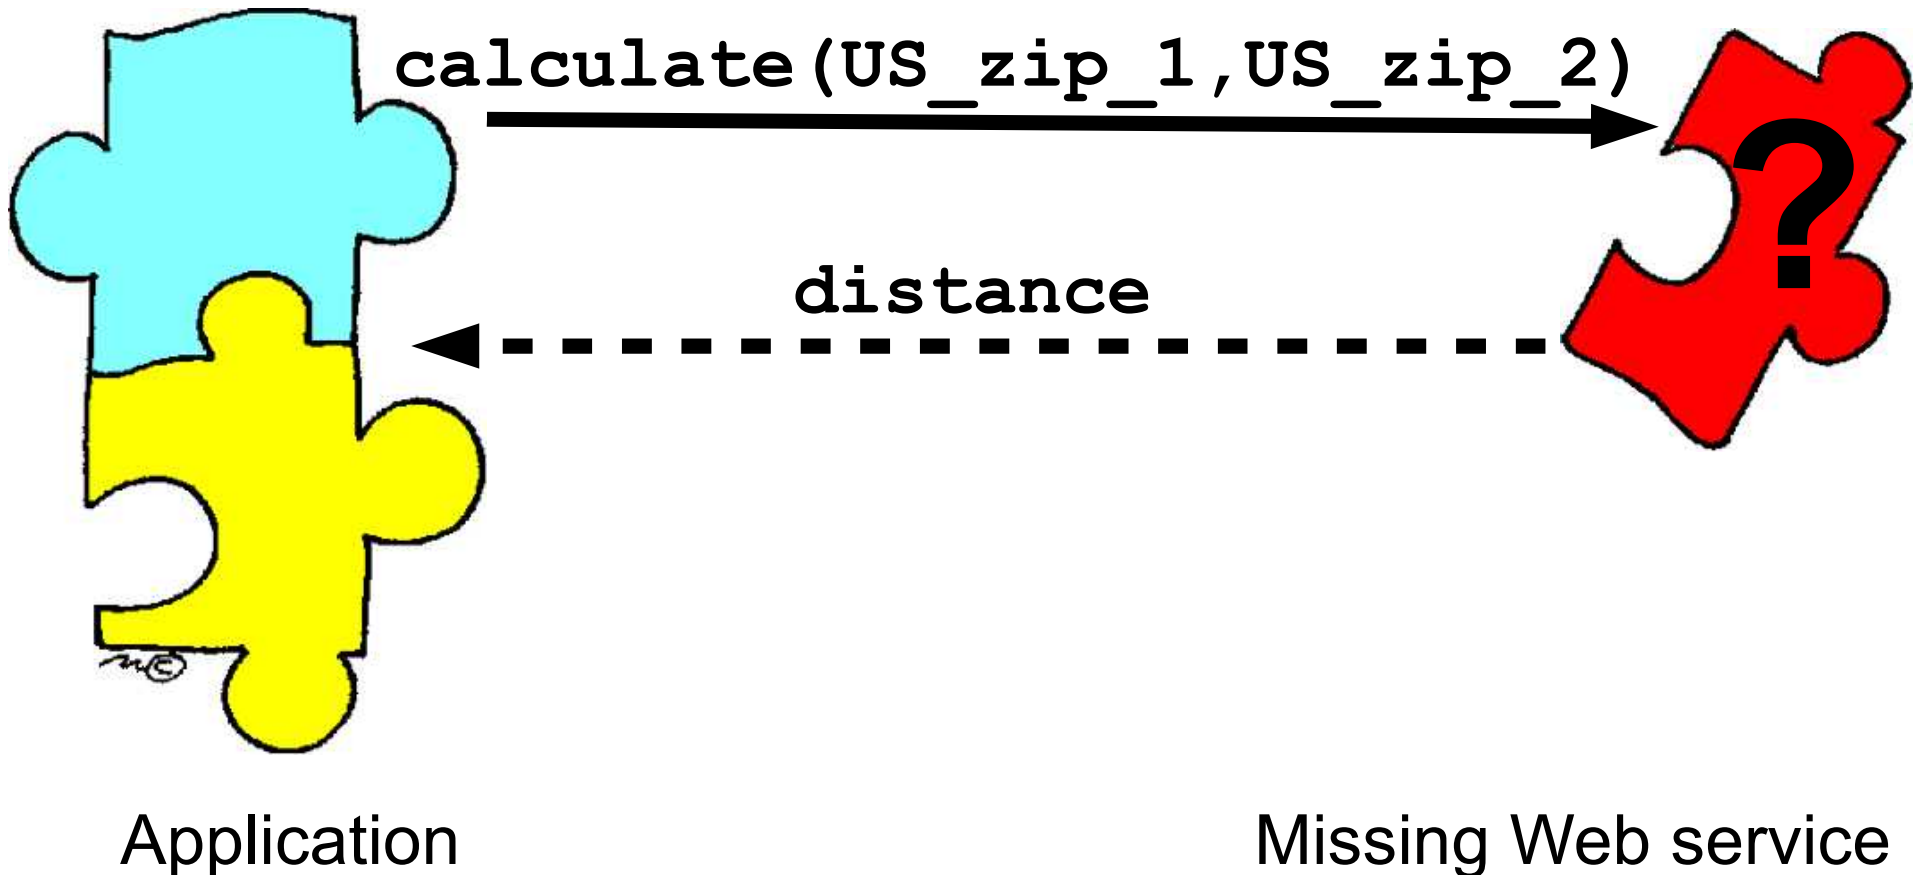 calculate(US_zip_1,US_zip_2)
?
distance
©
Application
Missing Web service